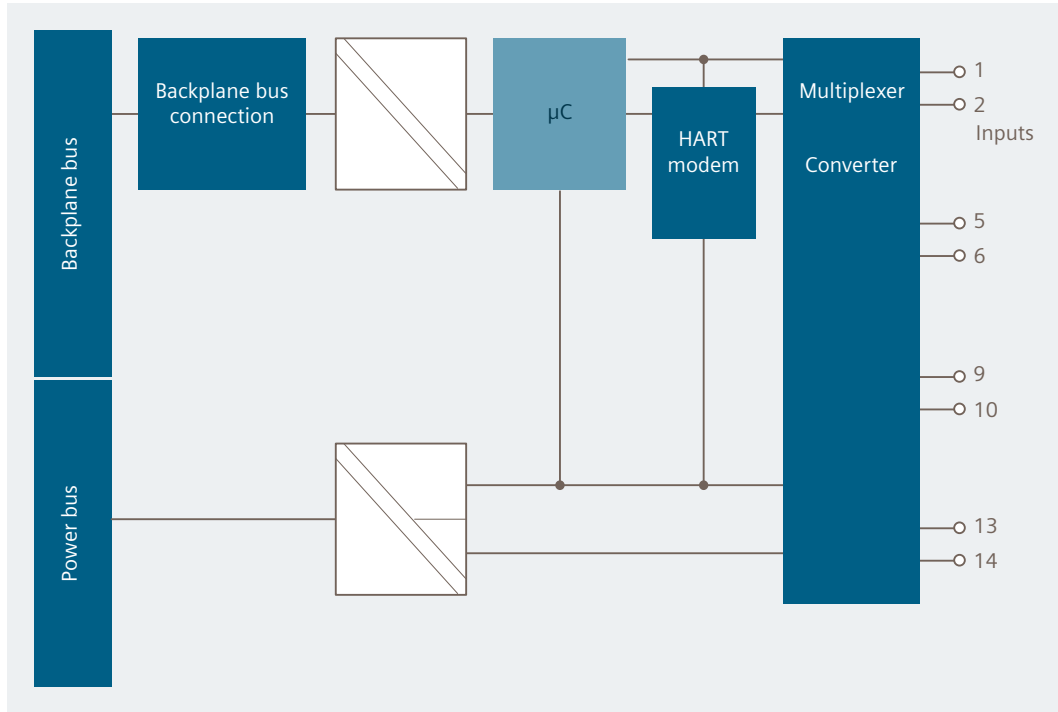 Backplane bus
Backplane bus
connection
µC
HART
modem
Multiplexer
Converter
1
2
Inputs
5
6
9
10
13
14
Power bus